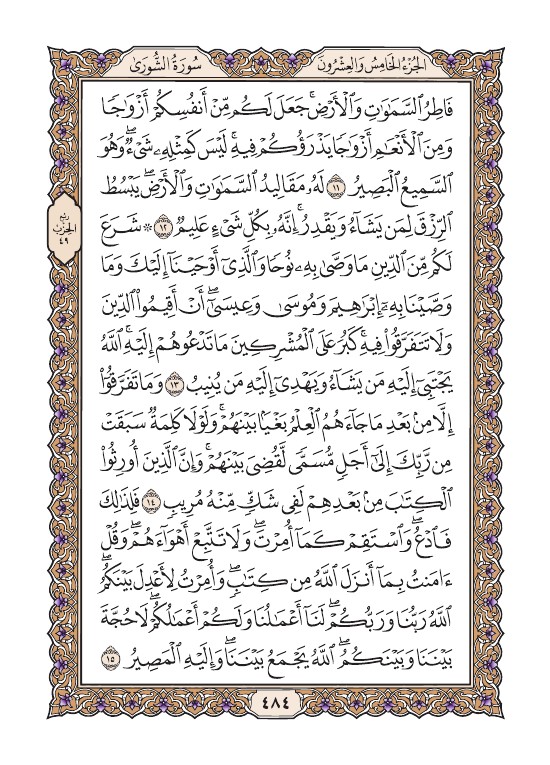 الجُزْءُ الخَامِسُ وَالعِشْرُونَ
سُورَةُ الشُّورَىٰ
فَاطِرُ ٱلسَّمَٰوَٰتِ وَٱلْأَرْضِۚ جَعَلَ لَكُم مِّنْ أَنفُسِكُمْ أَزْوَٰجًا
وَمِنَ ٱلْأَنْعَٰمِ أَزْوَٰجًا يَذْرَؤُكُمْ فِيهِۚ لَيْسَ كَمِثْلِهِۦ شَىْءٌۖ وَهُوَ
ٱلسَّمِيعُ ٱلْبَصِيرُ ١١ لَهُۥ مَقَالِيدُ ٱلسَّمَٰوَٰتِ وَٱلْأَرْضِۖ يَبْسُطُ
ٱلرِّزْقَ لِمَن يَشَآءُ وَيَقْدِرُۚ إِنَّهُۥ بِكُلِّ شَىْءٍ عَلِيمٌ ١٢ ۞ شَرَعَ
لَكُم مِّنَ ٱلدِّينِ مَا وَصَّىٰ بِهِۦ نُوحًا وَٱلَّذِىٓ أَوْحَيْنَآ إِلَيْكَ وَمَا
وَصَّيْنَا بِهِۦٓ إِبْرَٰهِيمَ وَمُوسَىٰ وَعِيسَىٰٓۖ أَنْ أَقِيمُوا۟ ٱلدِّينَ
وَلَا تَتَفَرَّقُوا۟ فِيهِۚ كَبُرَ عَلَى ٱلْمُشْرِكِينَ مَا تَدْعُوهُمْ إِلَيْهِۚ ٱللَّهُ
يَجْتَبِىٓ إِلَيْهِ مَن يَشَآءُ وَيَهْدِىٓ إِلَيْهِ مَن يُنِيبُ ١٣ وَمَا تَفَرَّقُوٓا۟
إِلَّا مِنۢ بَعْدِ مَا جَآءَهُمُ ٱلْعِلْمُ بَغْيًۢا بَيْنَهُمْۚ وَلَوْلَا كَلِمَةٌ سَبَقَتْ
مِن رَّبِّكَ إِلَىٰٓ أَجَلٍ مُّسَمًّى لَّقُضِىَ بَيْنَهُمْۚ وَإِنَّ ٱلَّذِينَ أُورِثُوا۟
ٱلْكِتَٰبَ مِنۢ بَعْدِهِمْ لَفِى شَكٍّ مِّنْهُ مُرِيبٍ ١٤ فَلِذَٰلِكَ
فَٱدْعُۖ وَٱسْتَقِمْ كَمَآ أُمِرْتَۖ وَلَا تَتَّبِعْ أَهْوَآءَهُمْۖ وَقُلْ
ءَامَنتُ بِمَآ أَنزَلَ ٱللَّهُ مِن كِتَٰبٍۖ وَأُمِرْتُ لِأَعْدِلَ بَيْنَكُمُۖ
ٱللَّهُ رَبُّنَا وَرَبُّكُمْۖ لَنَآ أَعْمَٰلُنَا وَلَكُمْ أَعْمَٰلُكُمْۖ لَا حُجَّةَ
بَيْنَنَا وَبَيْنَكُمُۖ ٱللَّهُ يَجْمَعُ بَيْنَنَاۖ وَإِلَيْهِ ٱلْمَصِيرُ ١٥
ربع
الحزب
٤٩
٤٨٤